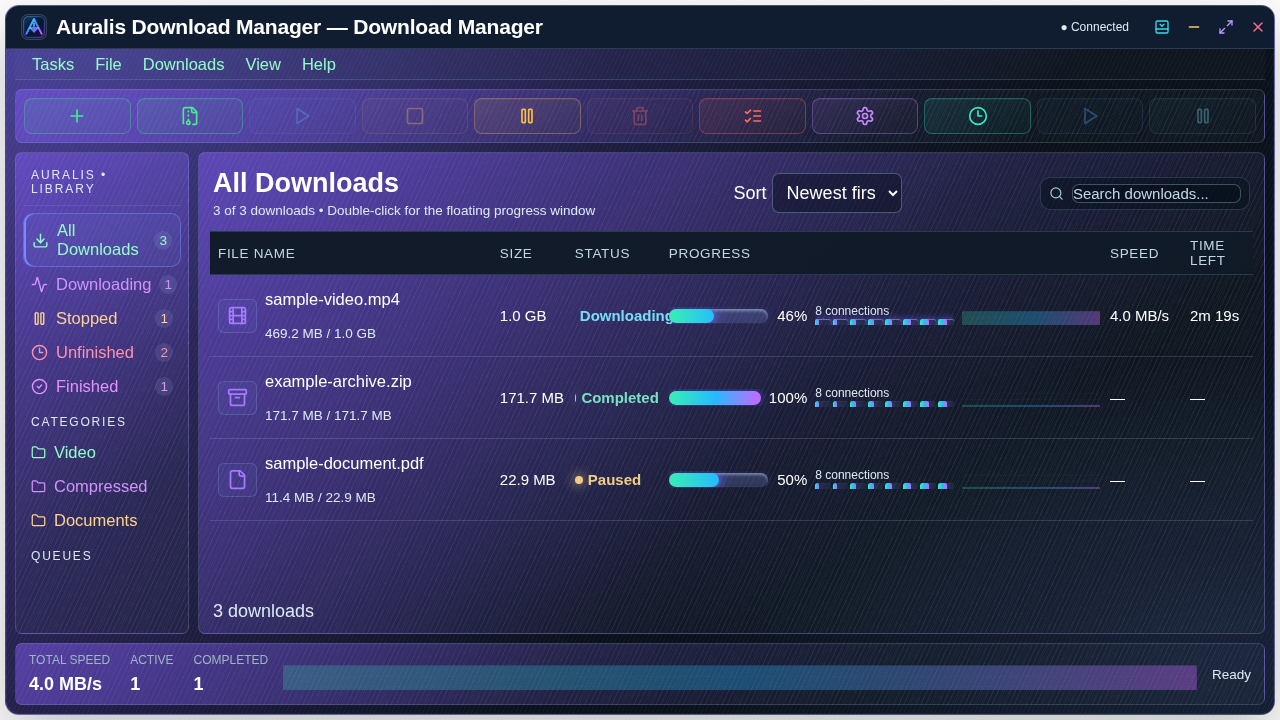 Auralis Download Manager — Download Manager
● Connected
Tasks File Downloads View Help
AURALIS •
LIBRARY
All
Downloads 3
Downloading 1
Stopped 1
Unfinished 2
Finished 1
CATEGORIES
Video
Compressed
Documents
QUEUES
All Downloads
3 of 3 downloads • Double-click for the floating progress window
Sort Newest firs
Search downloads...
FILE NAME SIZE STATUS PROGRESS SPEED TIME LEFT
sample-video.mp4
469.2 MB / 1.0 GB
1.0 GB Downloading 46% 8 connections 4.0 MB/s 2m 19s
example-archive.zip
171.7 MB / 171.7 MB
171.7 MB Completed 100% 8 connections — —
sample-document.pdf
11.4 MB / 22.9 MB
22.9 MB Paused 50% 8 connections — —
3 downloads
TOTAL SPEED ACTIVE COMPLETED
4.0 MB/s 1 1
Ready